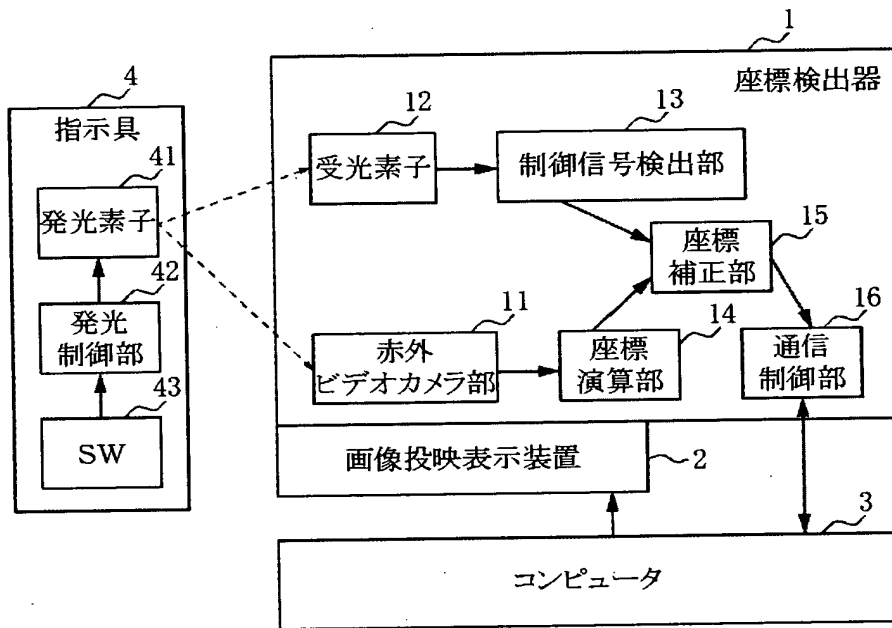 1
座標検出器
4
指示具
41
発光素子
42
発光
制御部
43
SW
12
受光素子
13
制御信号検出部
15
座標
補正部
11
赤外
ビデオカメラ部
14
座標
演算部
16
通信
制御部
画像投映表示装置
2
3
コンピュータ